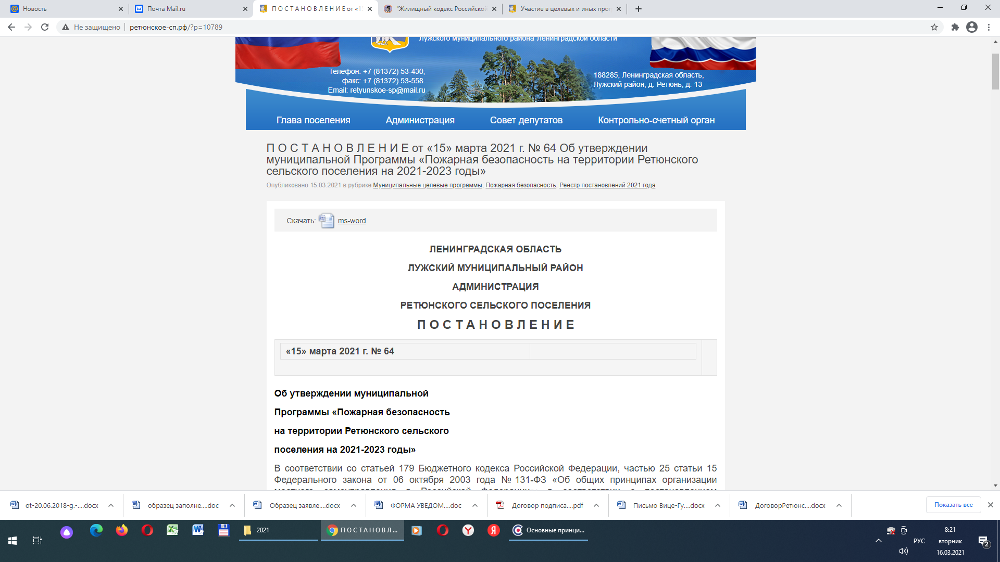 Новость
Почта Mail.ru
П О С Т А Н О В Л Е Н И Е от «1
"Жилищный кодекс Российской
Участие в целевых и иных прог
Не защищено
ретюнское-сп.рф/?p=10789
Лужского муниципального района Ленинградской области
Телефон: +7 (81372) 53-430,
факс: +7 (81372) 53-558.
Email: retyunskoe-sp@mail.ru
188285, Ленинградская область,
Лужский район, д. Ретюнь, д. 13
Глава поселения
Администрация
Совет депутатов
Контрольно-счетный орган
П О С Т А Н О В Л Е Н И Е от «15» марта 2021 г. № 64 Об утверждении
муниципальной Программы «Пожарная безопасность на территории Ретюнского
сельского поселения на 2021-2023 годы»
Опубликовано 15.03.2021 в рубрике Муниципальные целевые программы, Пожарная безопасность, Реестр постановлений 2021 года
Скачать: ms-word
ЛЕНИНГРАДСКАЯ ОБЛАСТЬ
ЛУЖСКИЙ МУНИЦИПАЛЬНЫЙ РАЙОН
АДМИНИСТРАЦИЯ
РЕТЮНСКОГО СЕЛЬСКОГО ПОСЕЛЕНИЯ
П О С Т А Н О В Л Е Н И Е
«15» марта 2021 г. № 64
Об утверждении муниципальной
Программы «Пожарная безопасность
на территории Ретюнского сельского
поселения на 2021-2023 годы»
В соответствии со статьей 179 Бюджетного кодекса Российской Федерации, частью 25 статьи 15
Федерального закона от 06 октября 2003 года № 131-ФЗ «Об общих принципах организации
местного самоуправления в Российской Федерации» в соответствии с постановлением
ot-20.06.2018-g.-....docx
образец заполне....doc
Образец заявле....docx
ФОРМА УВЕДОМ....doc
Договор подписа....pdf
Письмо Вице-Гу....docx
ДоговорРетюнс....docx
Показать все
2021
П О С Т А Н О В Л ...
Основные принци...
РУС
8:21
вторник
16.03.2021
2